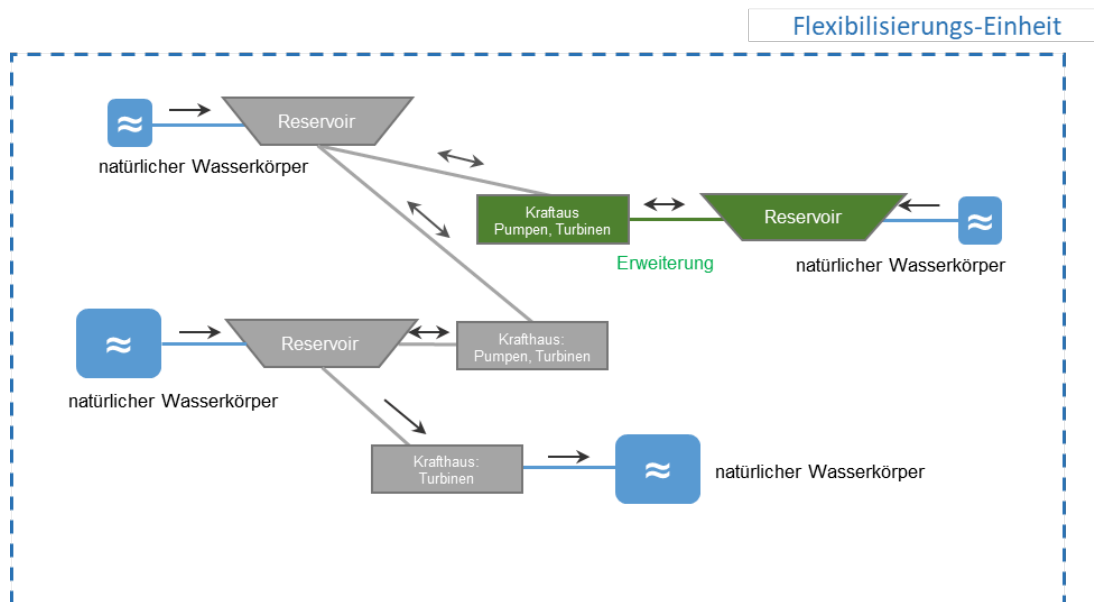 Flexibilisierungs-Einheit
Reservoir
natürlicher Wasserkörper
Kraftaus
Pumpen, Turbinen
Reservoir
Erweiterung
natürlicher Wasserkörper
Reservoir
Krafthaus:
Pumpen, Turbinen
natürlicher Wasserkörper
Krafthaus:
Turbinen
natürlicher Wasserkörper